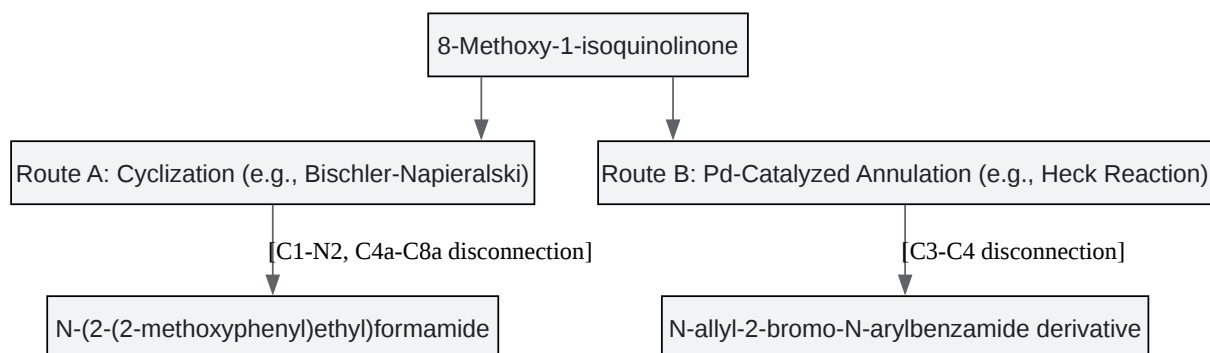 8-Methoxy-1-isoquinolinone
Route A: Cyclization (e.g., Bischler-Napieralski)
Route B: Pd-Catalyzed Annulation (e.g., Heck Reaction)
[C1-N2, C4a-C8a disconnection]
[C3-C4 disconnection]
N-(2-(2-methoxyphenyl)ethyl)formamide
N-allyl-2-bromo-N-arylbenzamide derivative